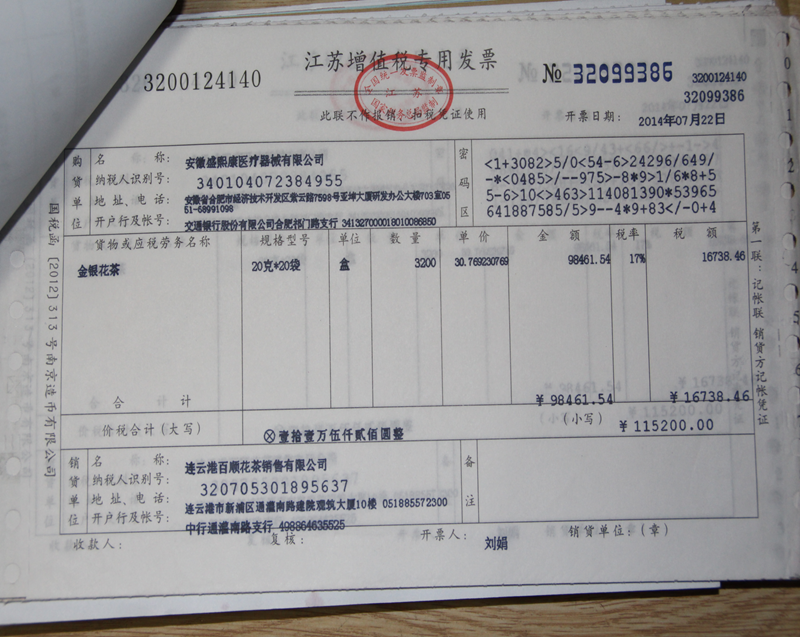 江苏增值税专用发票
3200124140
№ 32099386
3200124140
32099386
全国统一发票监制章
江苏
国家税务总局监制
此联不作报销、扣税凭证使用
开票日期： 2014年07月22日
购货单位
名 称： 安徽盛熙康医疗器械有限公司
纳税人识别号： 340104072384955
地 址、电 话： 安徽省合肥市经济技术开发区紫云路7598号亚坤大厦研发办公大楼703室0551-68991098
开户行及帐号： 交通银行股份有限公司合肥祁门路支行 341327000018010086850
密码区
<1+3082>5/0<54-6>24296/649/
-*<0485>/--975>-8*9>1/6*8+5
5-6>10<>463>114081390*53965
641887585/5>9--4*9+83</-0+4
货物或应税劳务名称 规格型号 单位 数 量 单 价 金 额 税率 税 额
金银花茶 20克*20袋 盒 3200 30.769230769 98461.54 17% 16738.46
合 计 ¥98461.54 ¥16738.46
价税合计（大写） ⊗壹拾壹万伍仟贰佰圆整 （小写） ¥115200.00
销货单位
名 称： 连云港百顺花茶销售有限公司
纳税人识别号： 320705301895637
地 址、电 话： 连云港市新浦区通灌南路建院观筑大厦10楼 051885572300
开户行及帐号： 中行通灌南路支行 498864635525
备注
收款人： 复核： 开票人： 刘娟 销货单位：（章）
国税函〔2012〕313号南京造币有限公司
第一联：记帐联 销货方记帐凭证